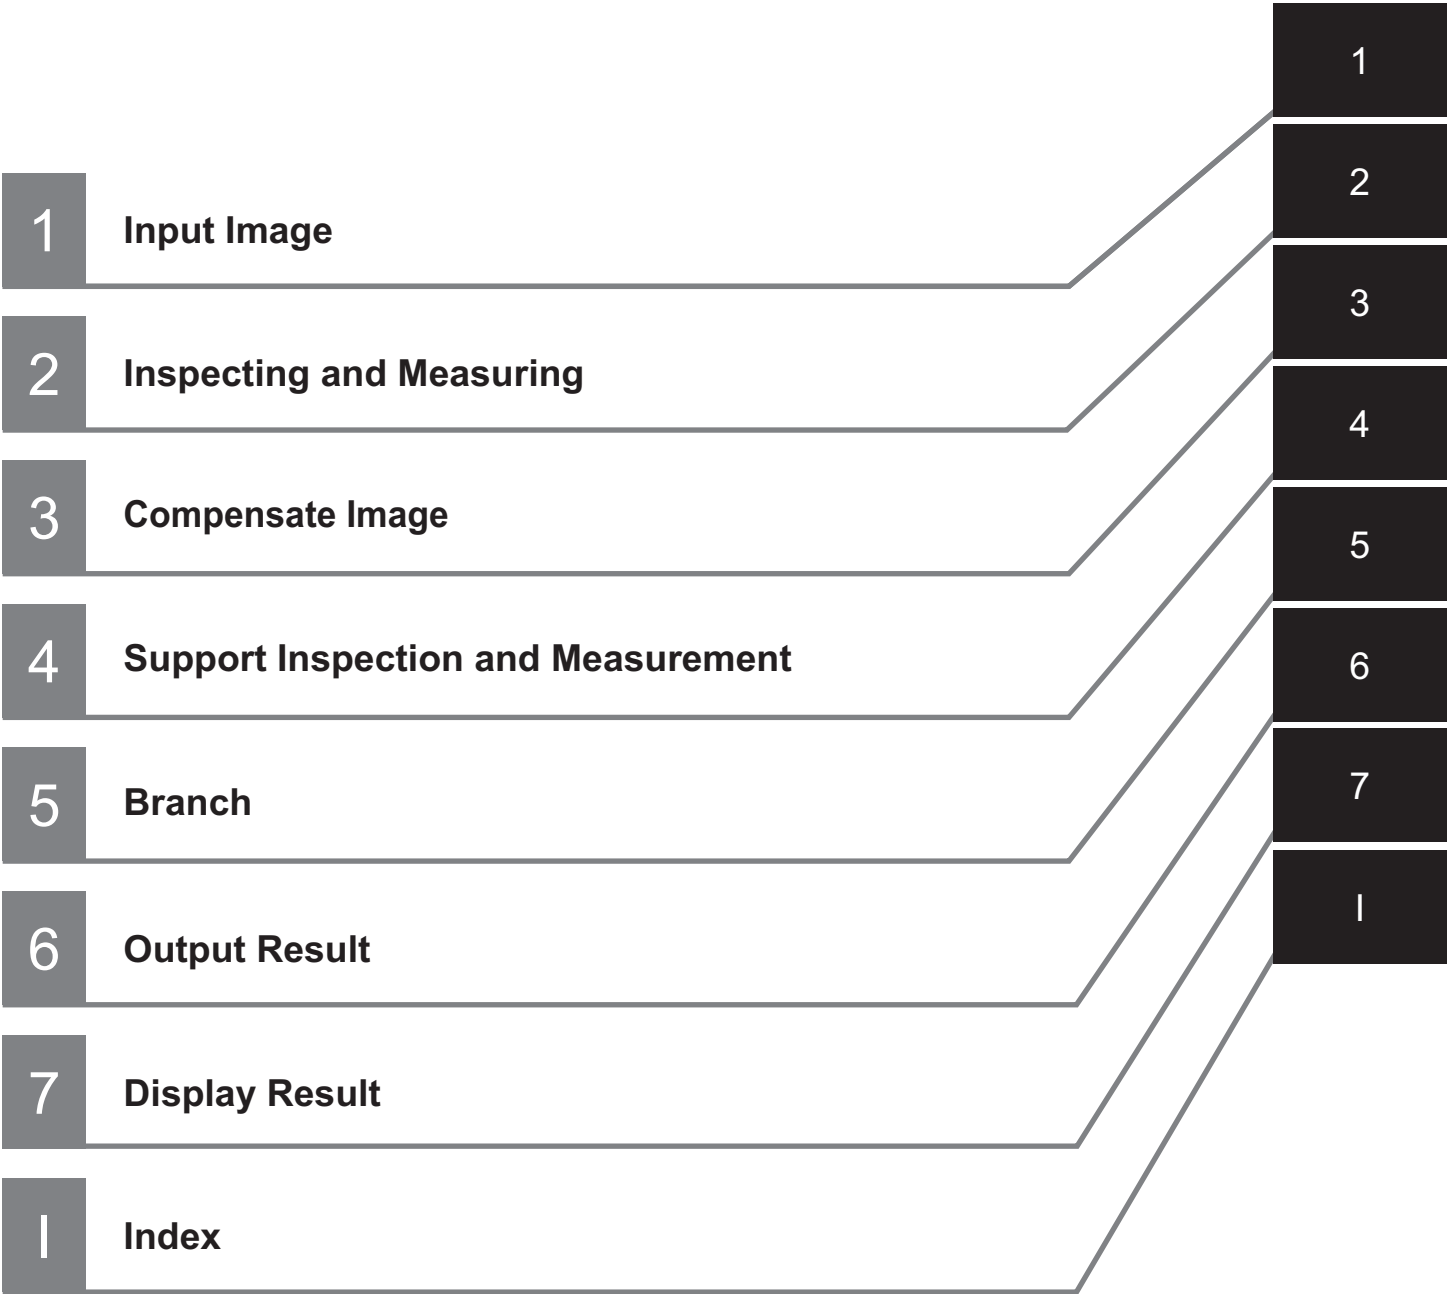 1 Input Image
2 Inspecting and Measuring
3 Compensate Image
4 Support Inspection and Measurement
5 Branch
6 Output Result
7 Display Result
I Index
1
2
3
4
5
6
7
I